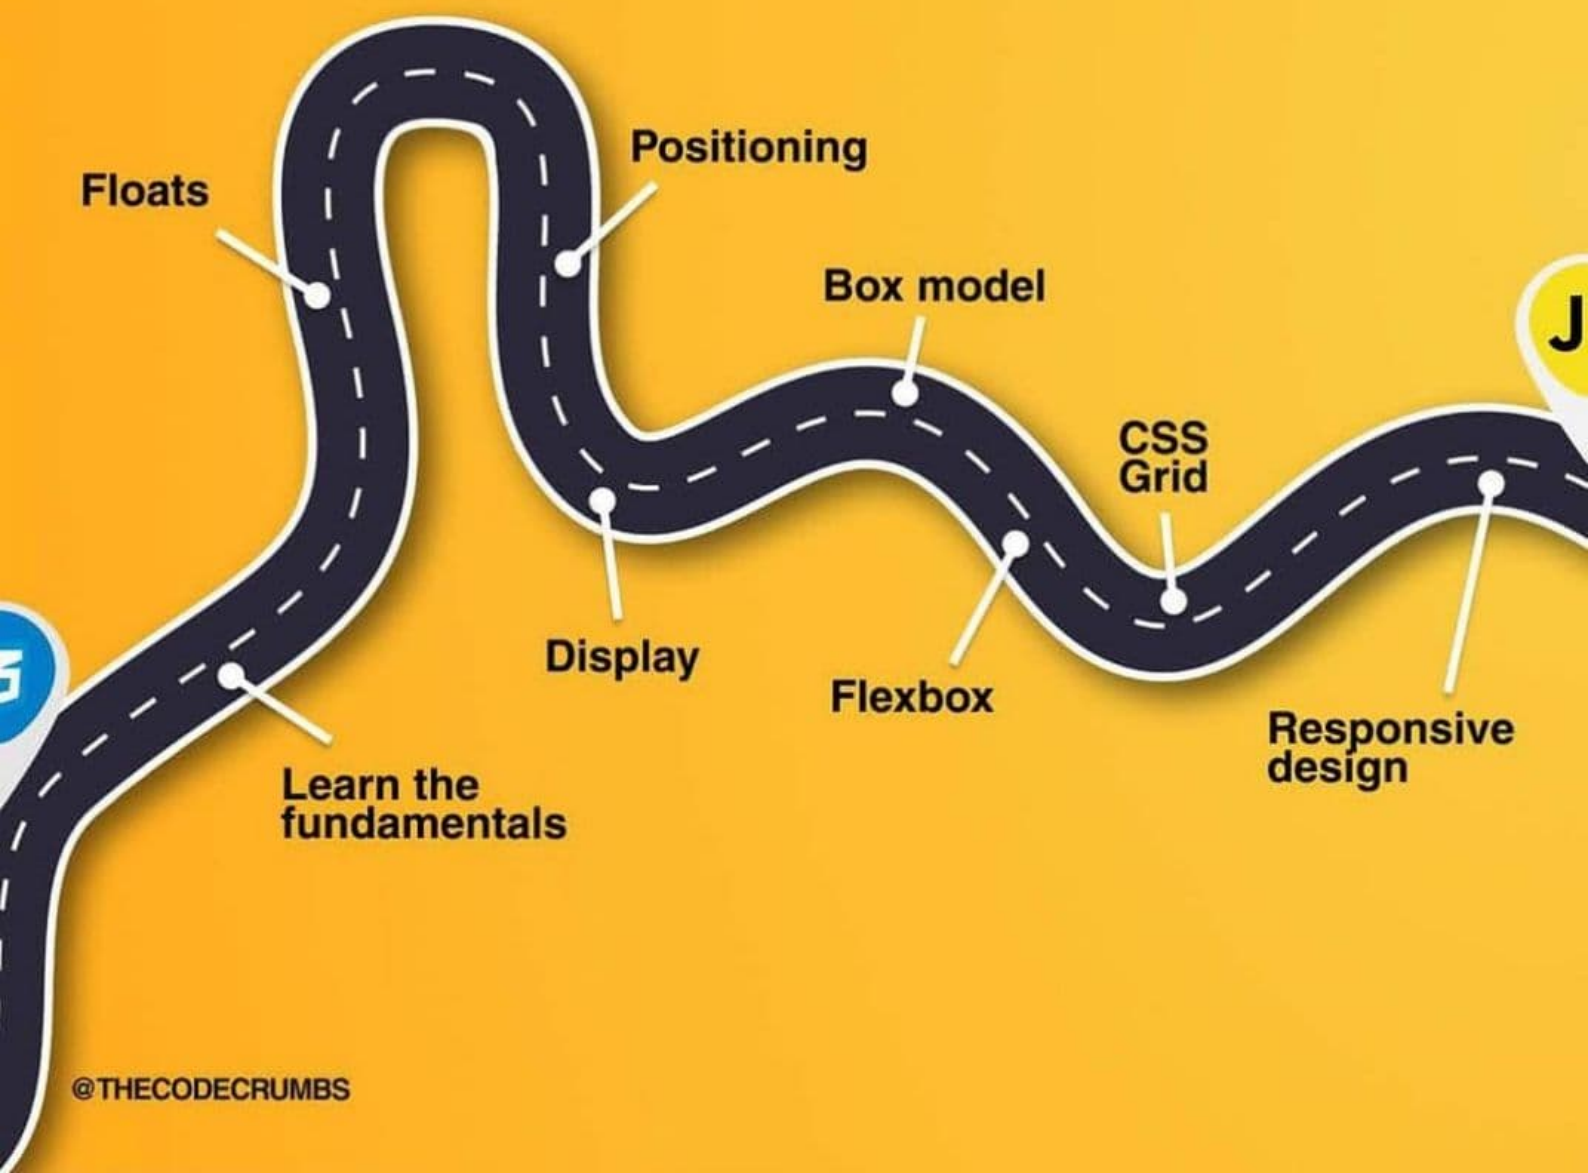 Positioning
Floats
Box model
J
CSS
Grid
Display
Flexbox
Responsive
design
Learn the
fundamentals
@THECODECRUMBS